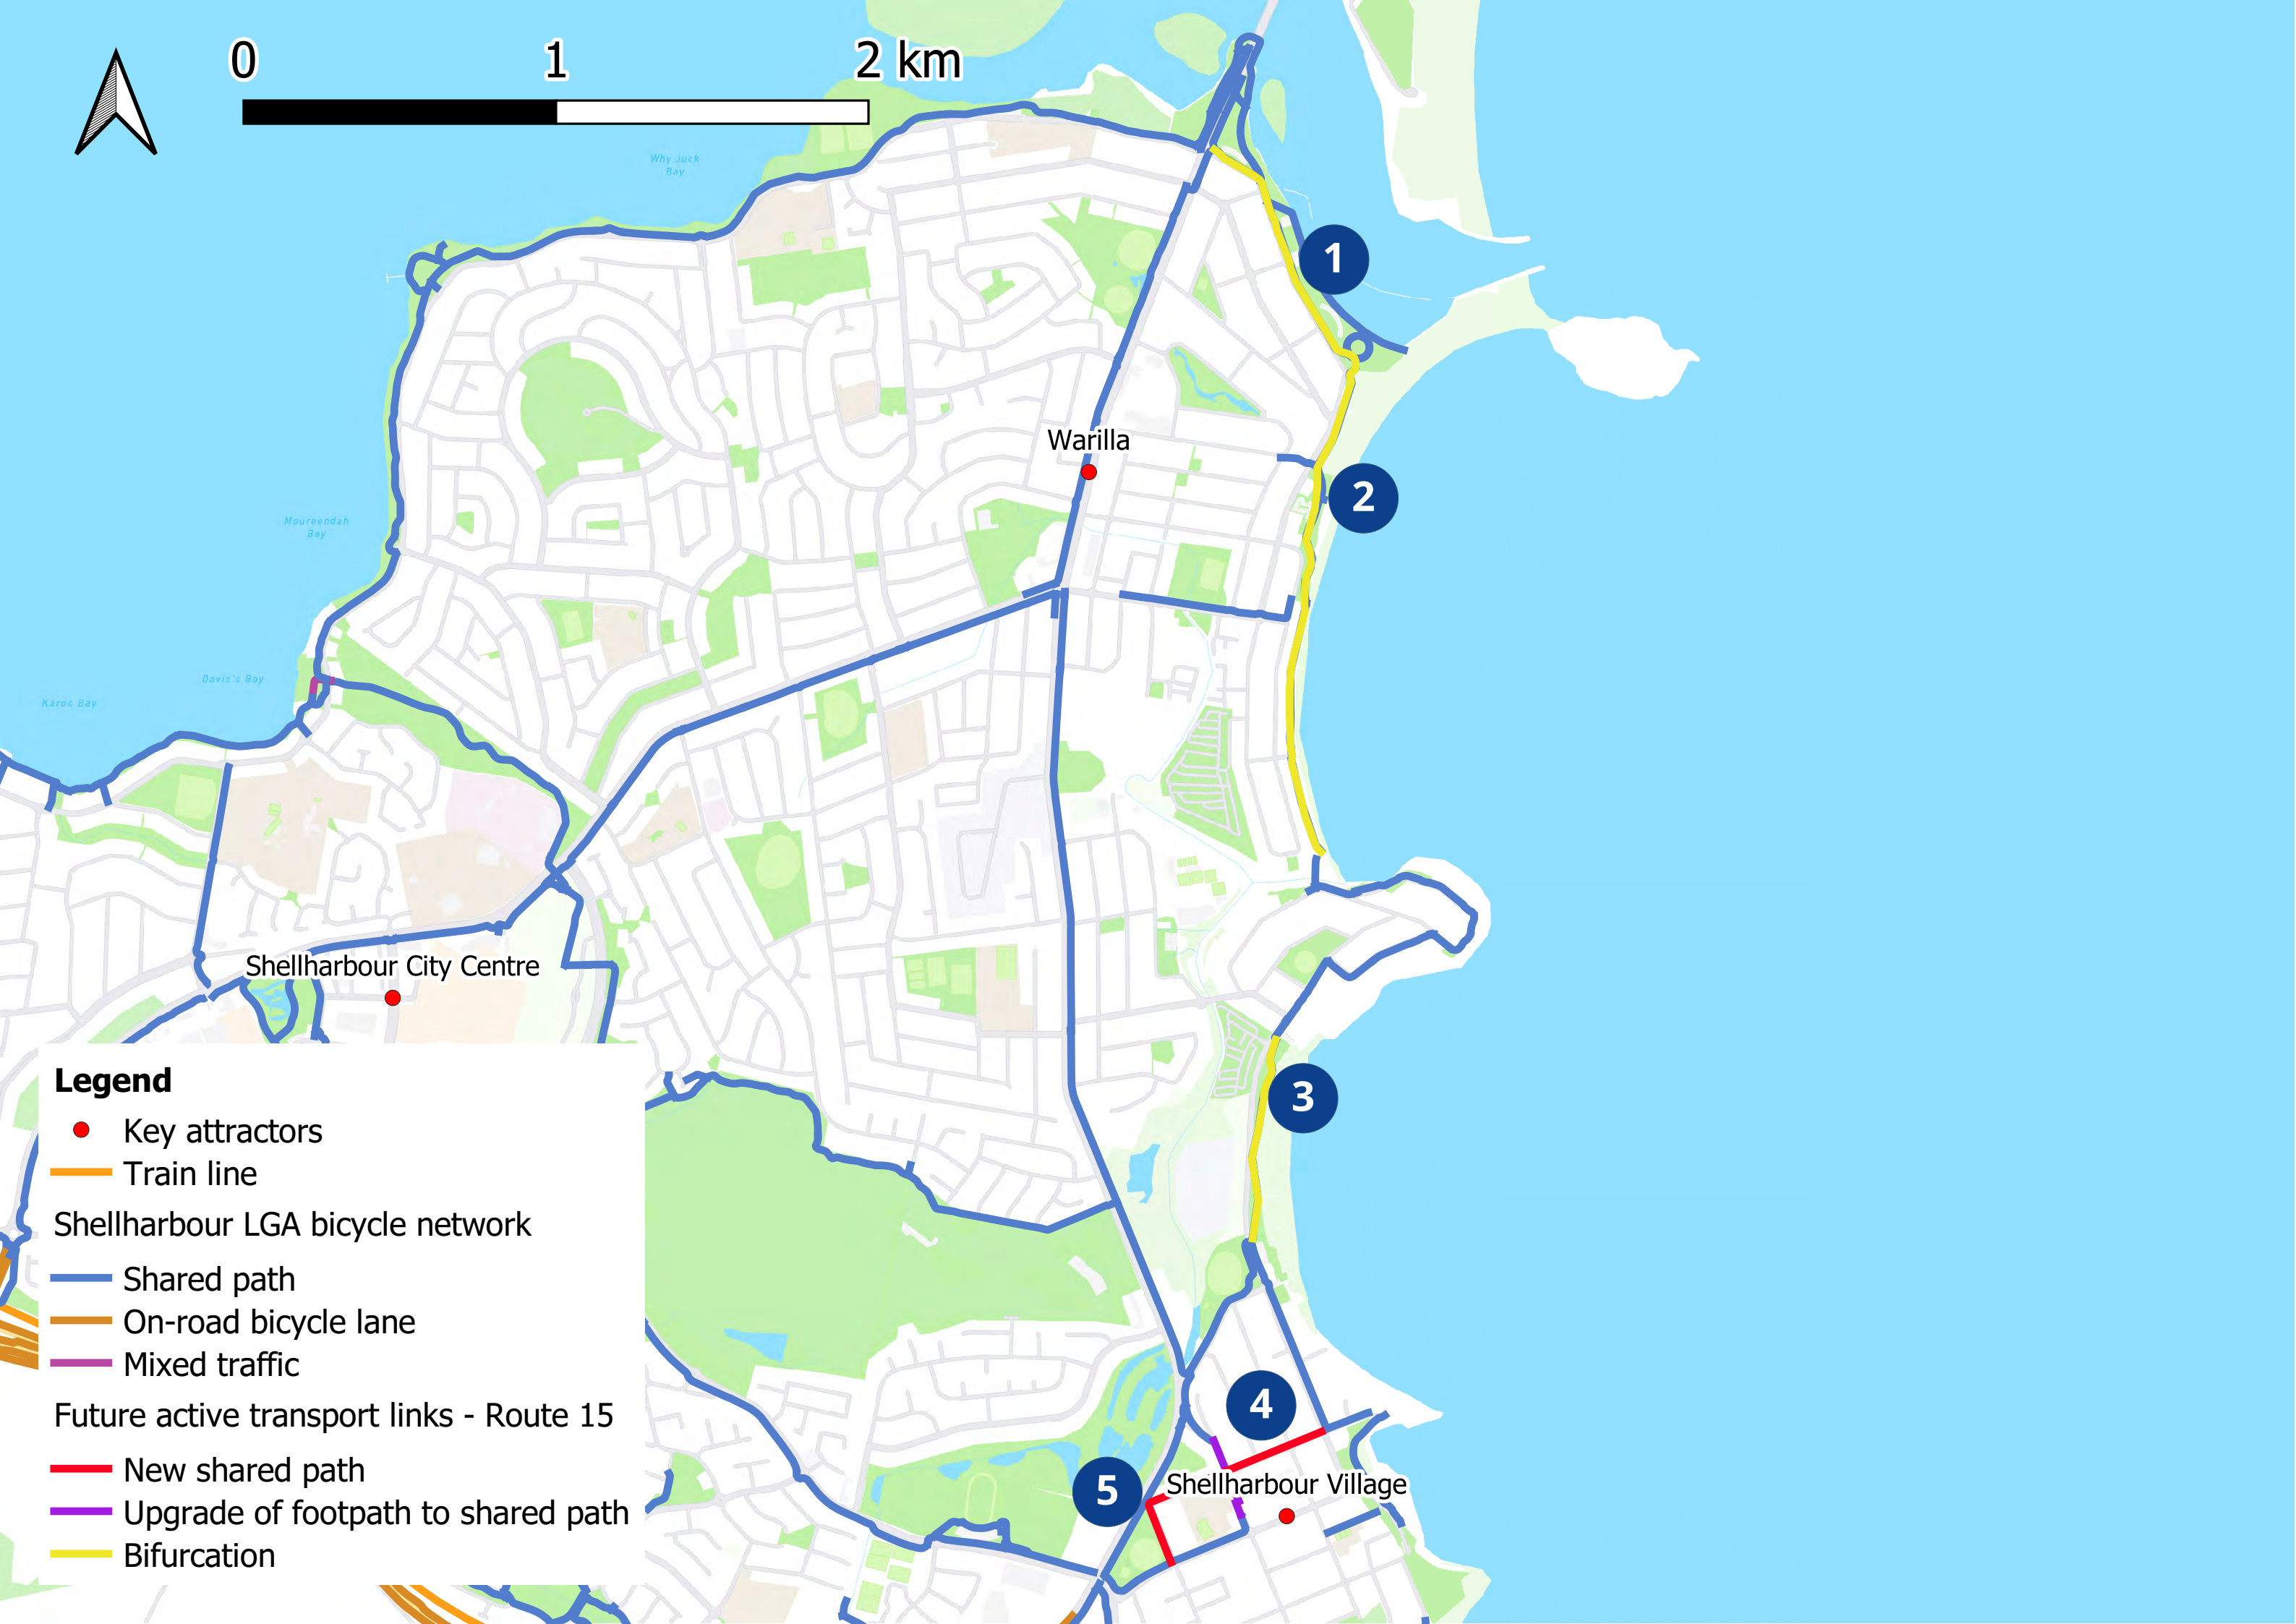 0 1 2 km
Why Juck
Bay
1
Warilla
2
Moureendah
Bay
Davis's Bay
Karoo Bay
Shellharbour City Centre
Legend
Key attractors
Train line
Shellharbour LGA bicycle network
Shared path
On-road bicycle lane
Mixed traffic
Future active transport links - Route 15
New shared path
Upgrade of footpath to shared path
Bifurcation
3
4
5
Shellharbour Village